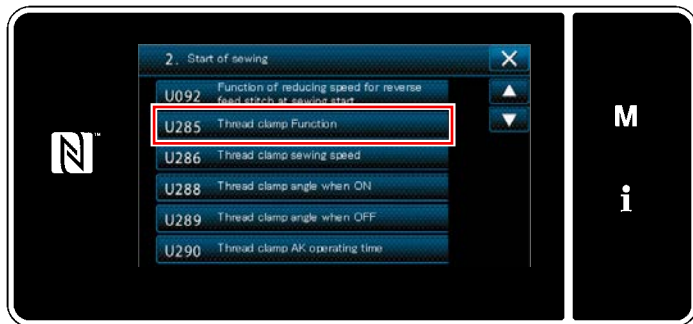 2. Start of sewing
U092 Function of reducing speed for reverse
feed stitch at sewing start
U285 Thread clamp Function
U286 Thread clamp sewing speed
U288 Thread clamp angle when ON
U289 Thread clamp angle when OFF
U290 Thread clamp AK operating time
M
i